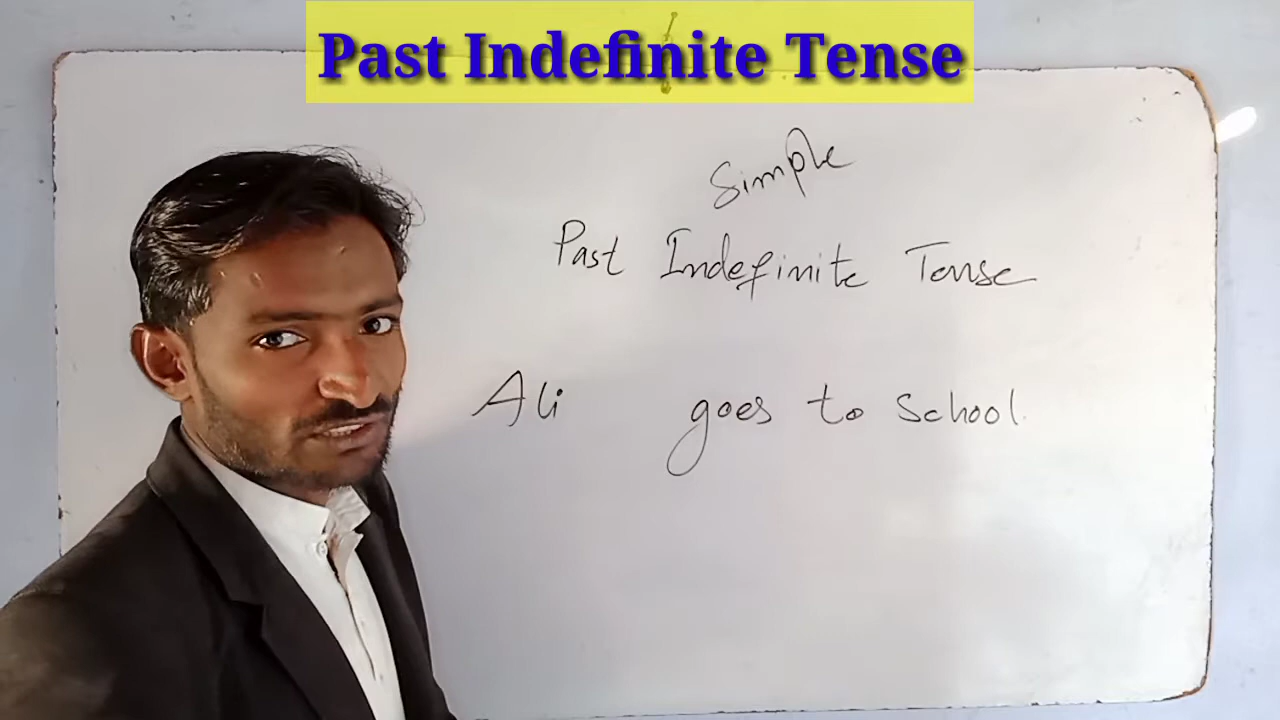 Past Indefinite Tense
Simple
Past Indefinite Tense
Ali goes to school.